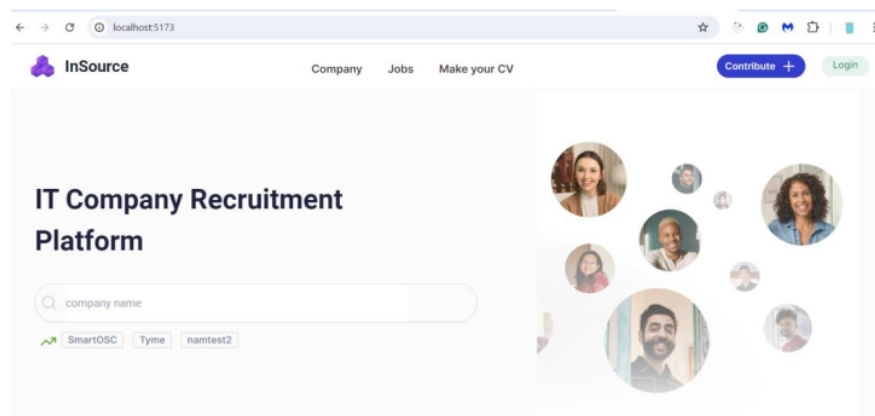 localhost:5173
InSource
Company Jobs Make your CV
Contribute +
Login
IT Company Recruitment
Platform
company name
SmartOSC Tyme namtest2